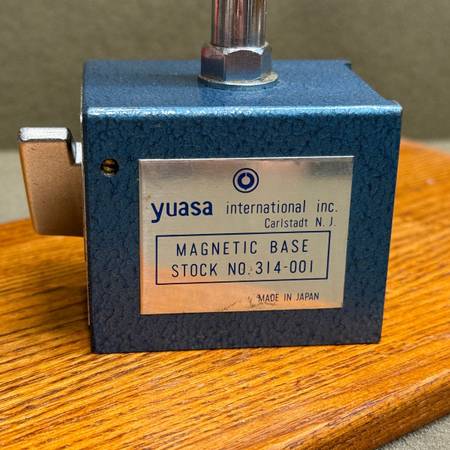 yuasa international inc.
Carlstadt N. J.
MAGNETIC BASE
STOCK NO. 314-001
MADE IN JAPAN